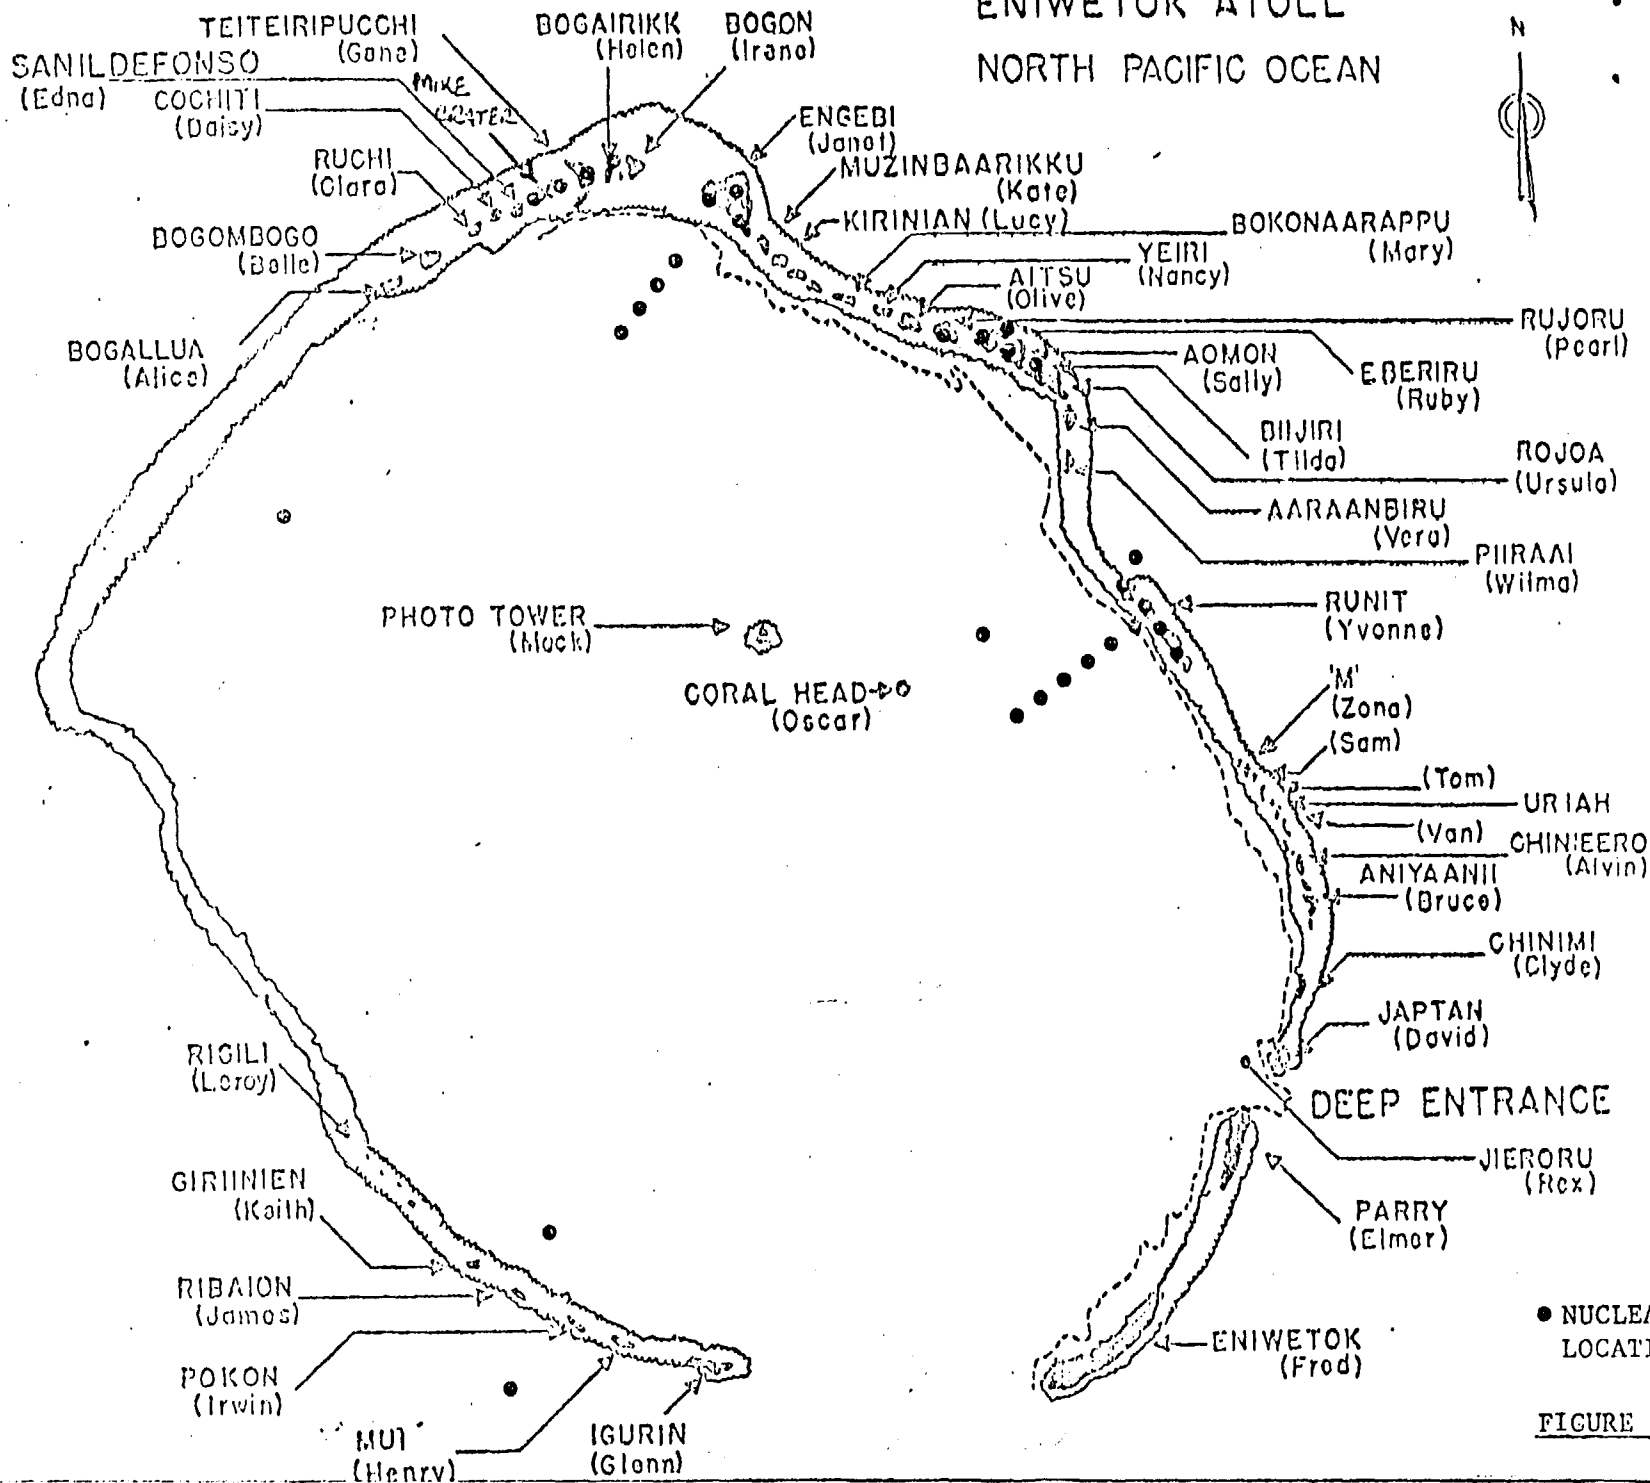 ENIWETOK ATOLL
NORTH PACIFIC OCEAN
N
TEITEIRIPUCCHI
(Gene)
BOGAIRIKK
(Helen)
BOGON
(Irene)
SANILDEFONSO
(Edna)
MIKE
CRATER
COCHITI
(Daisy)
RUCHI
(Clara)
BOGOMBOGO
(Belle)
BOGALLUA
(Alice)
ENGEBI
(Janet)
MUZINBAARIKKU
(Kate)
KIRINIAN (Lucy)
BOKONAARAPPU
(Mary)
YEIRI
(Nancy)
AITSU
(Olive)
RUJORU
(Pearl)
EBERIRU
(Ruby)
AOMON
(Sally)
BIIJIRI
(Tilda)
ROJOA
(Ursula)
AARAANBIRU
(Vera)
PIIRAAI
(Wilma)
RUNIT
(Yvonne)
PHOTO TOWER
(Mack)
CORAL HEAD
(Oscar)
'M'
(Zona)
(Sam)
(Tom)
URIAH
(Van)
CHINIEERO
(Alvin)
ANIYAANII
(Bruce)
CHINIMI
(Clyde)
JAPTAN
(David)
DEEP ENTRANCE
JIERORU
(Rex)
PARRY
(Elmer)
ENIWETOK
(Fred)
RIGILI
(Leroy)
GIRIINIEN
(Keith)
RIBAION
(James)
POKON
(Irwin)
MUI
(Henry)
IGURIN
(Glenn)
NUCLEA
LOCATI
FIGURE